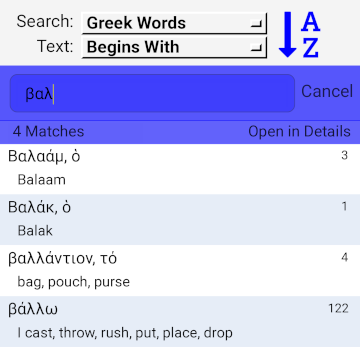 Search: Greek Words
Text: Begins With
A
Z
βαλ Cancel
4 Matches Open in Details
Βαλαάμ, ὁ 3
Balaam
Βαλάκ, ὁ 1
Balak
βαλλάντιον, τό 4
bag, pouch, purse
βάλλω 122
I cast, throw, rush, put, place, drop